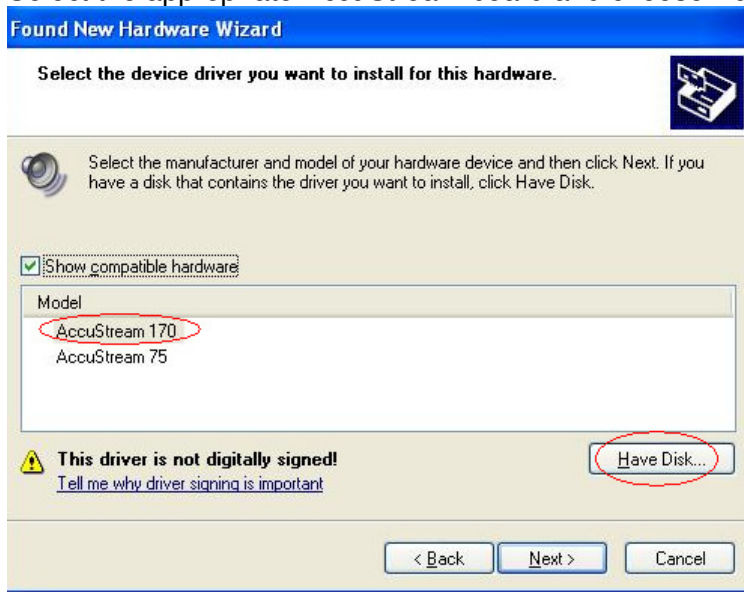 Found New Hardware Wizard
Select the device driver you want to install for this hardware.
Select the manufacturer and model of your hardware device and then click Next. If you
have a disk that contains the driver you want to install, click Have Disk.
Show compatible hardware
Model
AccuStream 170
AccuStream 75
This driver is not digitally signed!
Have Disk...
Tell me why driver signing is important
< Back
Next >
Cancel